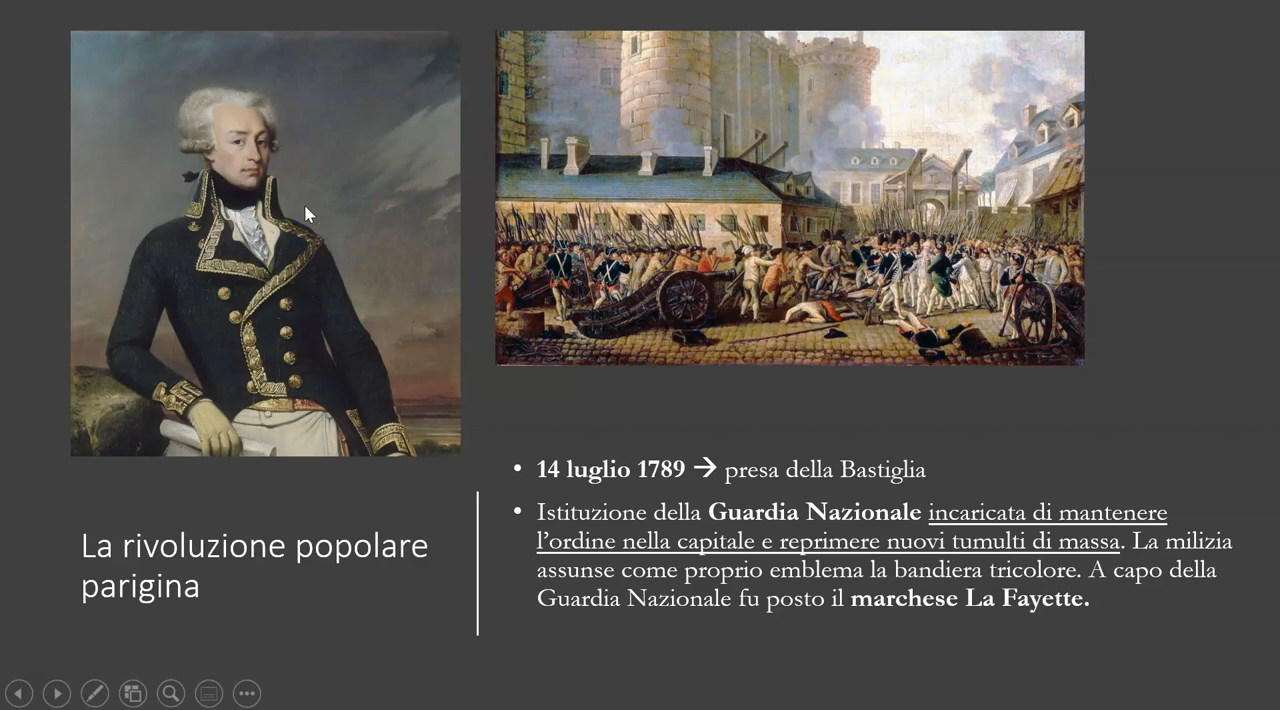 La rivoluzione popolare
parigina
• 14 luglio 1789 → presa della Bastiglia
• Istituzione della Guardia Nazionale incaricata di mantenere
l’ordine nella capitale e reprimere nuovi tumulti di massa. La milizia
assunse come proprio emblema la bandiera tricolore. A capo della
Guardia Nazionale fu posto il marchese La Fayette.